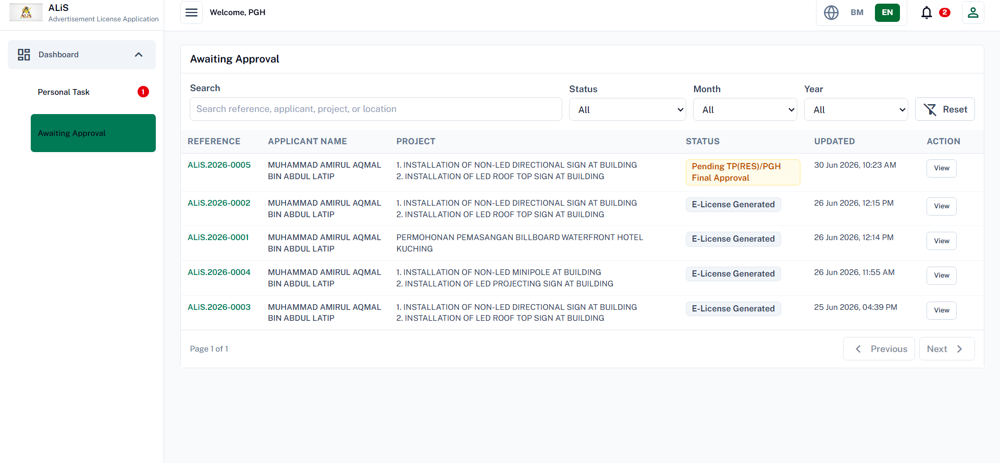 ALiS
ALiS
Advertisement License Application
Welcome, PGH
BM
EN
2
Dashboard
Personal Task
1
Awaiting Approval
Awaiting Approval
Search
Status
Month
Year
Search reference, applicant, project, or location
All
All
All
Reset
REFERENCE APPLICANT NAME PROJECT STATUS UPDATED ACTION
ALiS.2026-0005 MUHAMMAD AMIRUL AQMAL 1. INSTALLATION OF NON-LED DIRECTIONAL SIGN AT BUILDING Pending TP(RES)/PGH 30 Jun 2026, 10:23 AM View
BIN ABDUL LATIP 2. INSTALLATION OF LED ROOF TOP SIGN AT BUILDING Final Approval
ALiS.2026-0002 MUHAMMAD AMIRUL AQMAL 1. INSTALLATION OF NON-LED DIRECTIONAL SIGN AT BUILDING E-License Generated 26 Jun 2026, 12:15 PM View
BIN ABDUL LATIP 2. INSTALLATION OF LED ROOF TOP SIGN AT BUILDING
ALiS.2026-0001 MUHAMMAD AMIRUL AQMAL PERMOHONAN PEMASANGAN BILLBOARD WATERFRONT HOTEL E-License Generated 26 Jun 2026, 12:14 PM View
BIN ABDUL LATIP KUCHING
ALiS.2026-0004 MUHAMMAD AMIRUL AQMAL 1. INSTALLATION OF NON-LED MINIPOLE AT BUILDING E-License Generated 26 Jun 2026, 11:55 AM View
BIN ABDUL LATIP 2. INSTALLATION OF LED PROJECTING SIGN AT BUILDING
ALiS.2026-0003 MUHAMMAD AMIRUL AQMAL 1. INSTALLATION OF NON-LED DIRECTIONAL SIGN AT BUILDING E-License Generated 25 Jun 2026, 04:39 PM View
BIN ABDUL LATIP 2. INSTALLATION OF LED ROOF TOP SIGN AT BUILDING
Page 1 of 1
Previous
Next